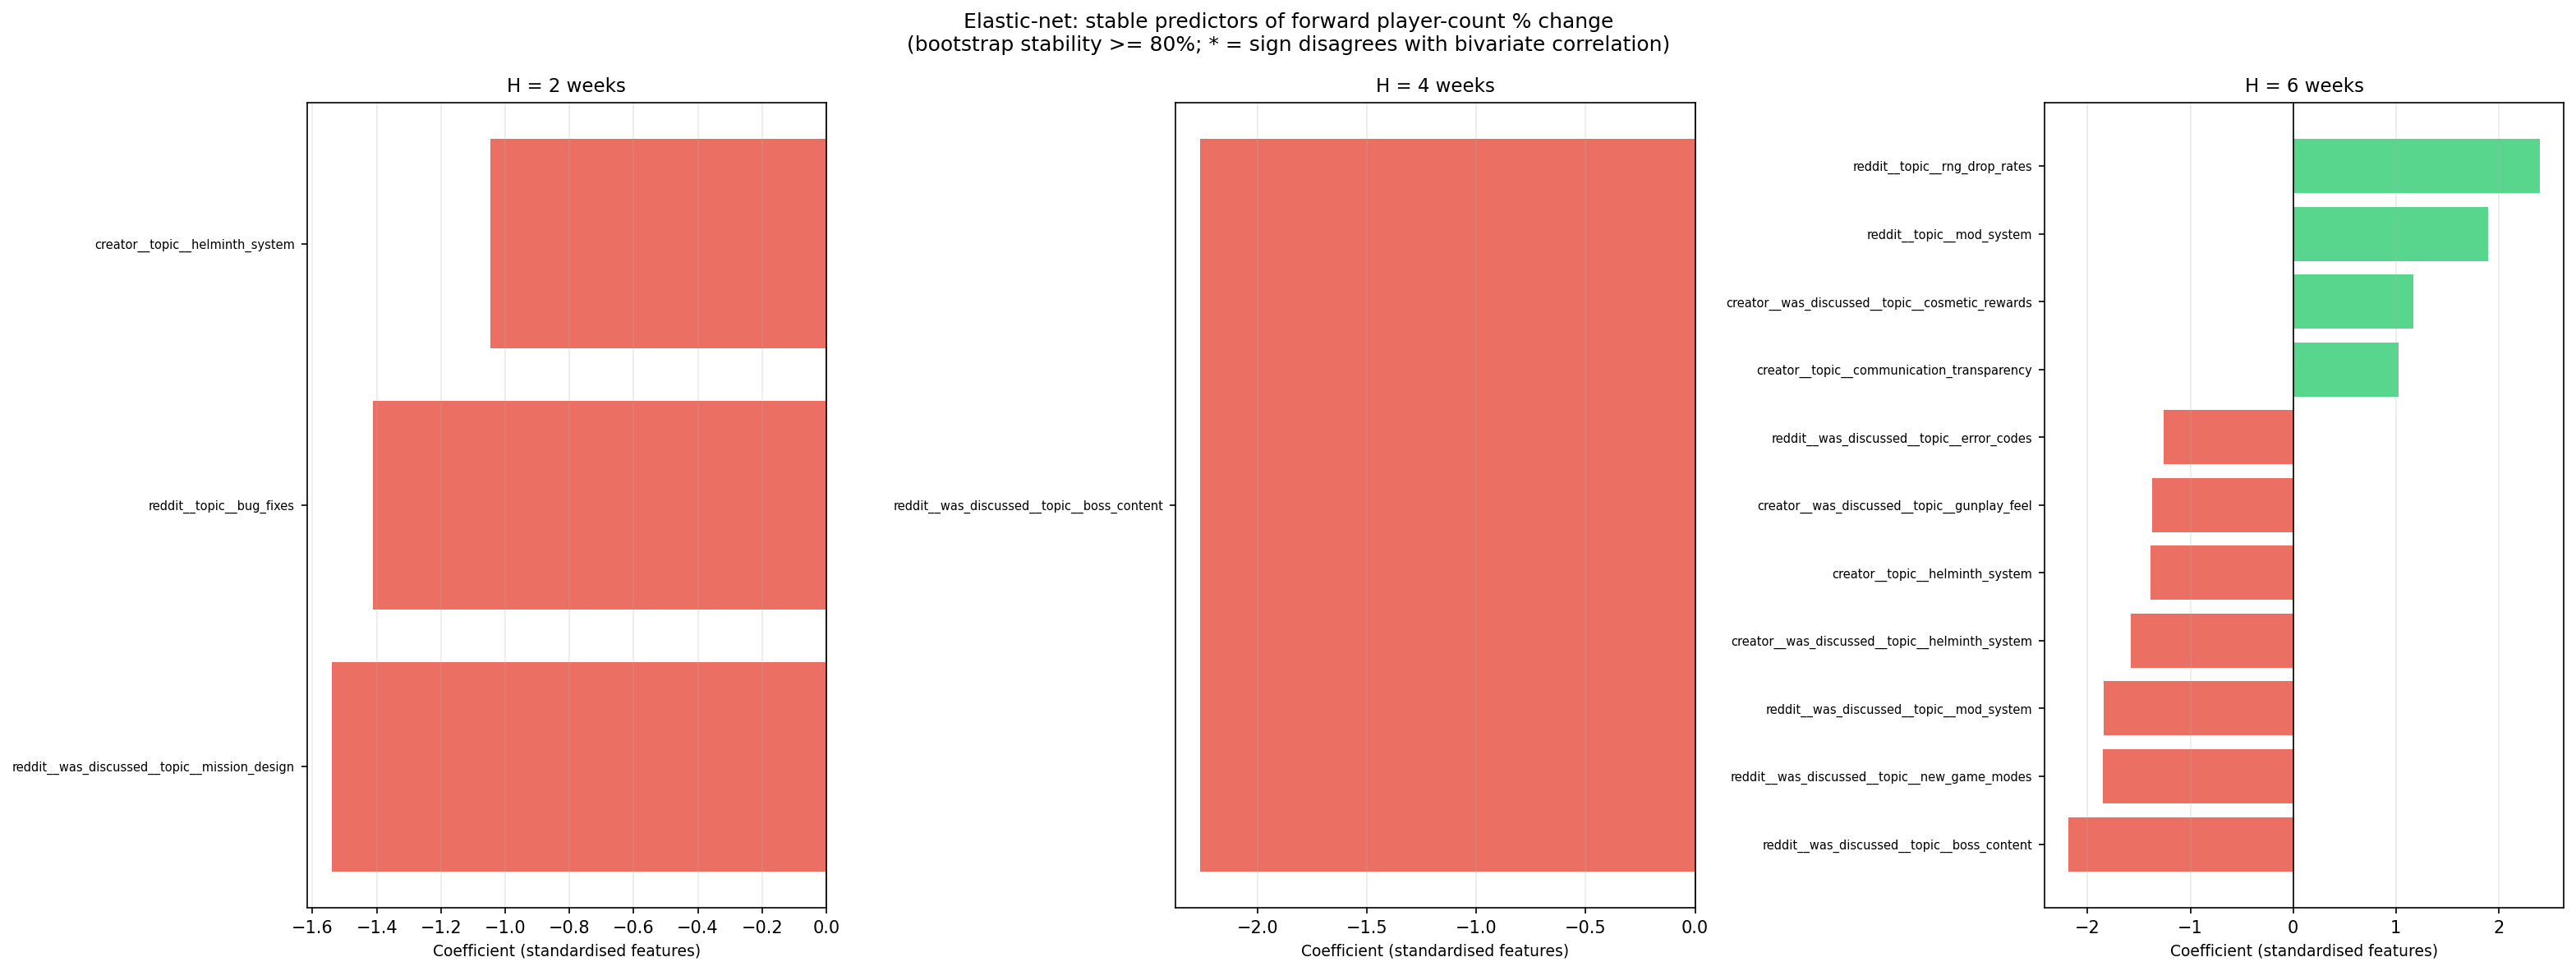 Elastic-net: stable predictors of forward player-count % change
(bootstrap stability >= 80%; * = sign disagrees with bivariate correlation)
H = 2 weeks
creator__topic__helminth_system
reddit__topic__bug_fixes
reddit__was_discussed__topic__mission_design
−1.6 −1.4 −1.2 −1.0 −0.8 −0.6 −0.4 −0.2 0.0
Coefficient (standardised features)
H = 4 weeks
reddit__was_discussed__topic__boss_content
−2.0 −1.5 −1.0 −0.5 0.0
Coefficient (standardised features)
H = 6 weeks
reddit__topic__rng_drop_rates
reddit__topic__mod_system
creator__was_discussed__topic__cosmetic_rewards
creator__topic__communication_transparency
reddit__was_discussed__topic__error_codes
creator__was_discussed__topic__gunplay_feel
creator__topic__helminth_system
creator__was_discussed__topic__helminth_system
reddit__was_discussed__topic__mod_system
reddit__was_discussed__topic__new_game_modes
reddit__was_discussed__topic__boss_content
−2 −1 0 1 2
Coefficient (standardised features)